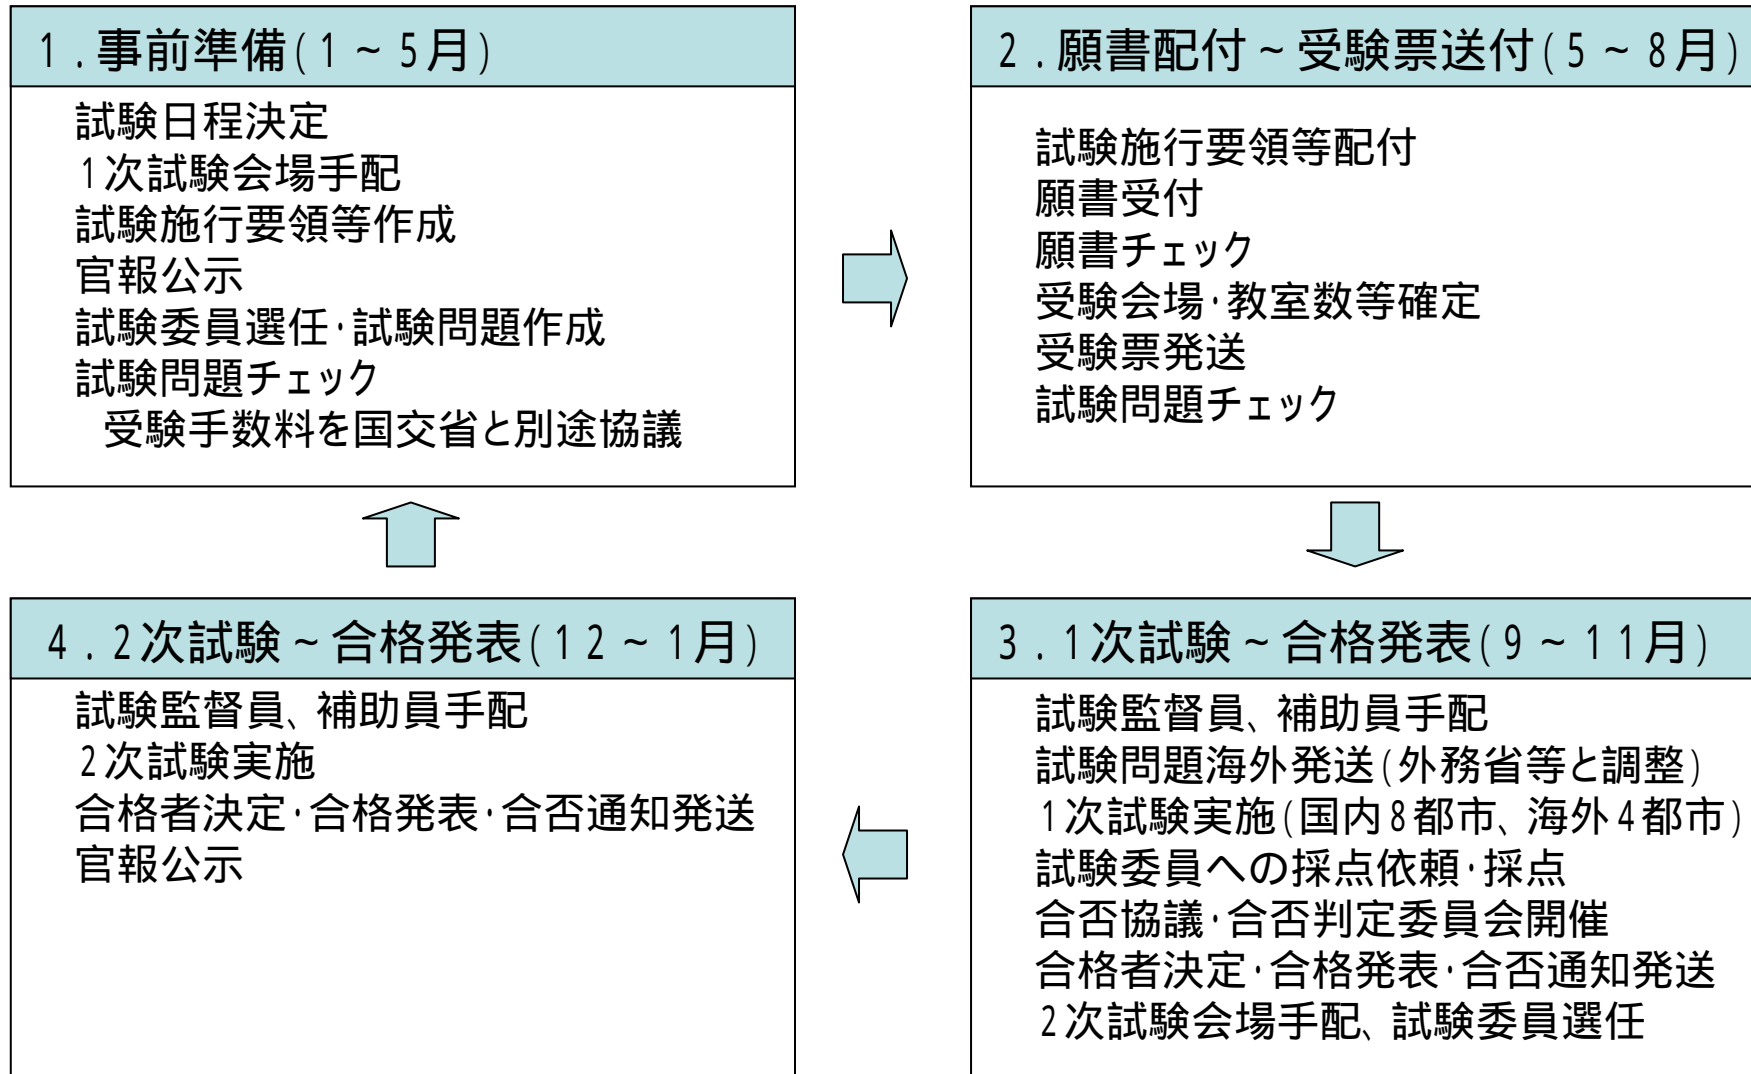 1.事前準備(1～5月)
試験日程決定
1次試験会場手配
試験施行要領等作成
官報公示
試験委員選任・試験問題作成
試験問題チェック
受験手数料を国交省と別途協議
2.願書配付～受験票送付(5～8月)
試験施行要領等配付
願書受付
願書チェック
受験会場・教室数等確定
受験票発送
試験問題チェック
3.1次試験～合格発表(9～11月)
試験監督員、補助員手配
試験問題海外発送(外務省等と調整)
1次試験実施(国内8都市、海外4都市)
試験委員への採点依頼・採点
合否協議・合否判定委員会開催
合格者決定・合格発表・合否通知発送
2次試験会場手配、試験委員選任
4.2次試験～合格発表(12～1月)
試験監督員、補助員手配
2次試験実施
合格者決定・合格発表・合否通知発送
官報公示